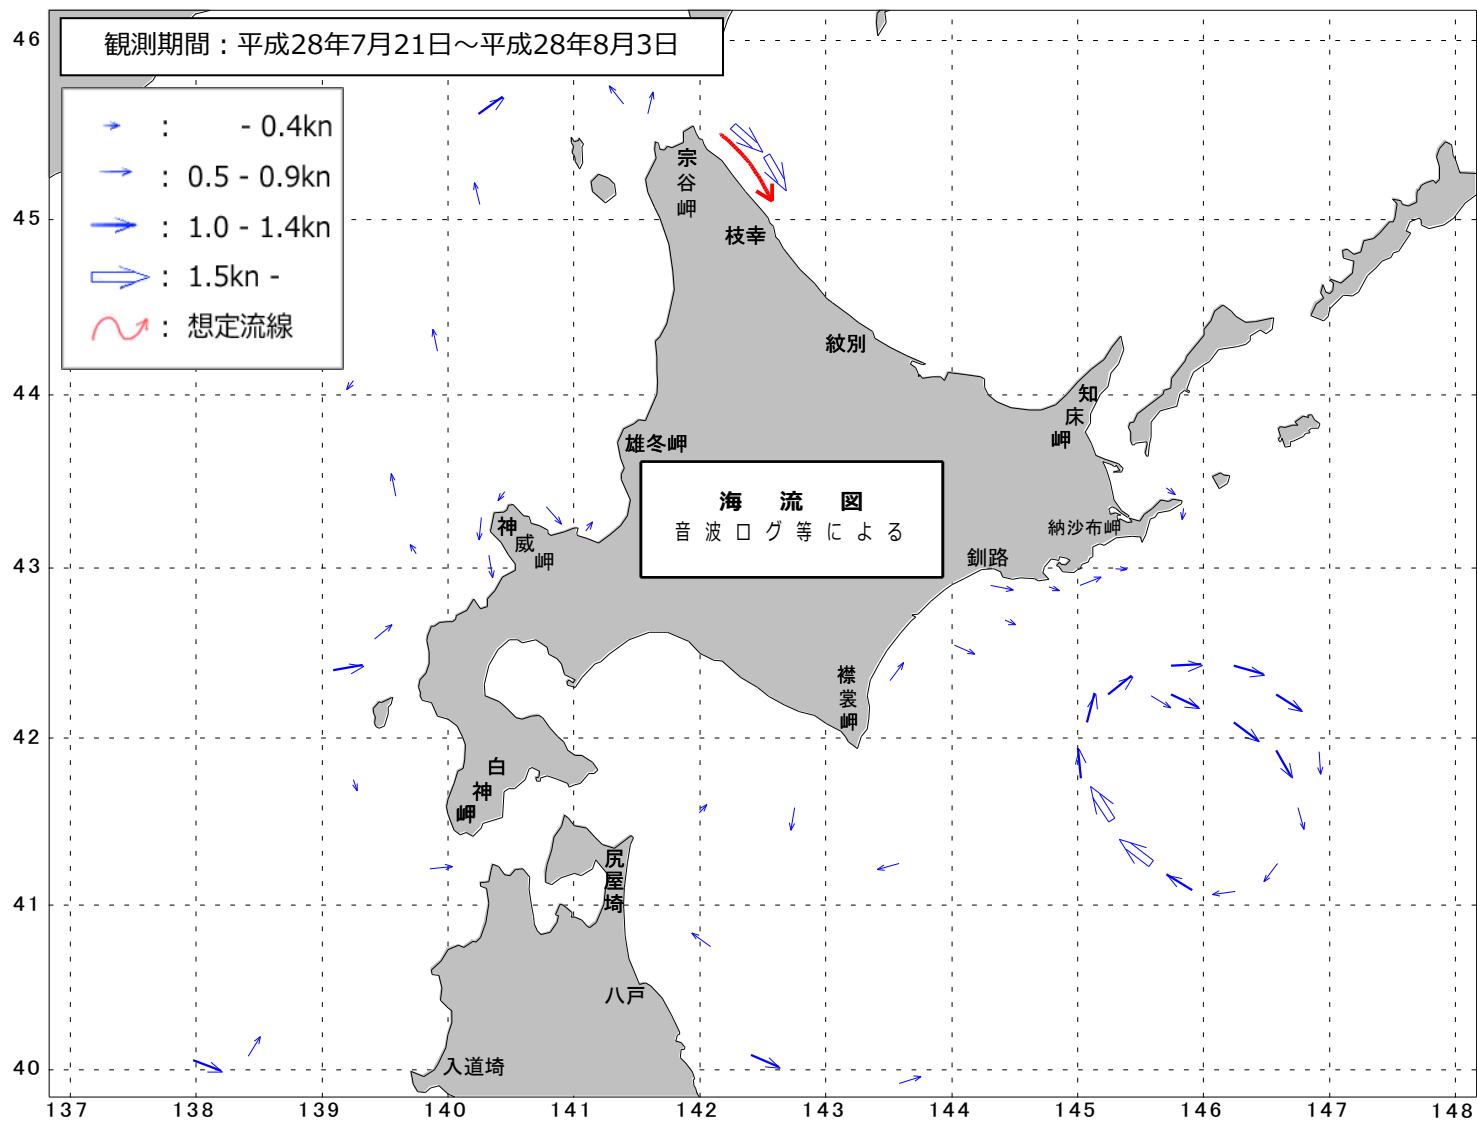 観測期間：平成28年7月21日～平成28年8月3日
： - 0.4kn
： 0.5 - 0.9kn
： 1.0 - 1.4kn
： 1.5kn -
： 想定流線
46
45
44
43
42
41
40
宗谷岬
枝幸
紋別
知床岬
雄冬岬
海 流 図
音 波 ロ グ 等 に よ る
神威岬
納沙布岬
釧路
襟裳岬
白神岬
尻屋埼
八戸
入道埼
137 138 139 140 141 142 143 144 145 146 147 148